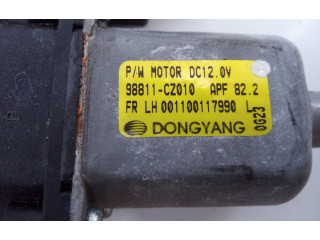 P/W MOTOR DC12.0V
98811-CZ010 APF 82.2
FR LH 001100117990 L
DONGYANG
0G23